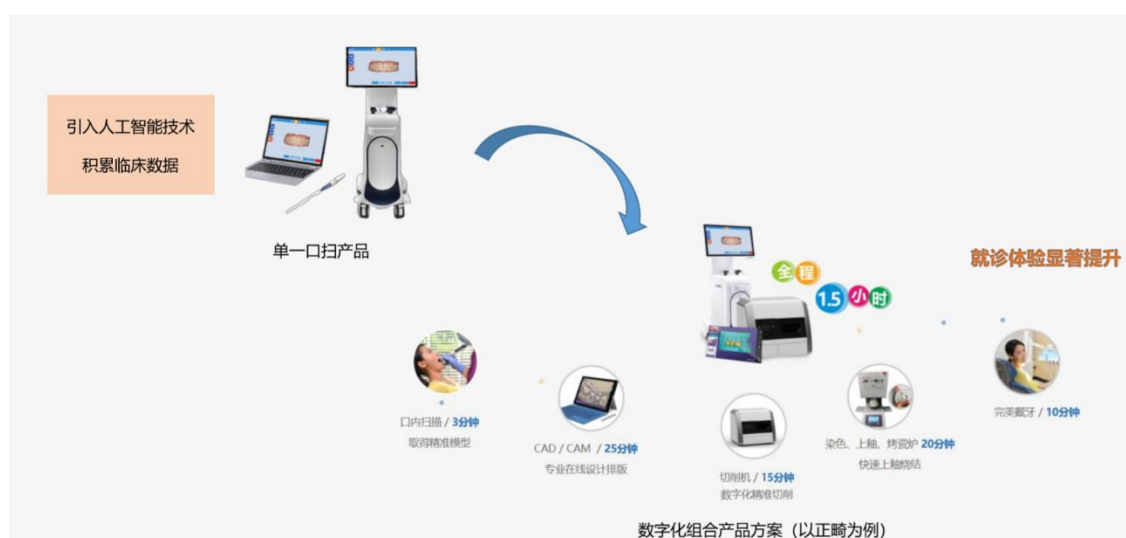 引入人工智能技术
积累临床数据
单一口扫产品
全程
1.5小时
就诊体验显著提升
口内扫描 / 3分钟
取得精准模型
CAD / CAM / 25分钟
专业在线设计排版
切削机 / 15分钟
数字化精准切削
染色、上釉、烤瓷炉 20分钟
快速上釉烧结
完美戴牙 / 10分钟
数字化组合产品方案（以正畸为例）